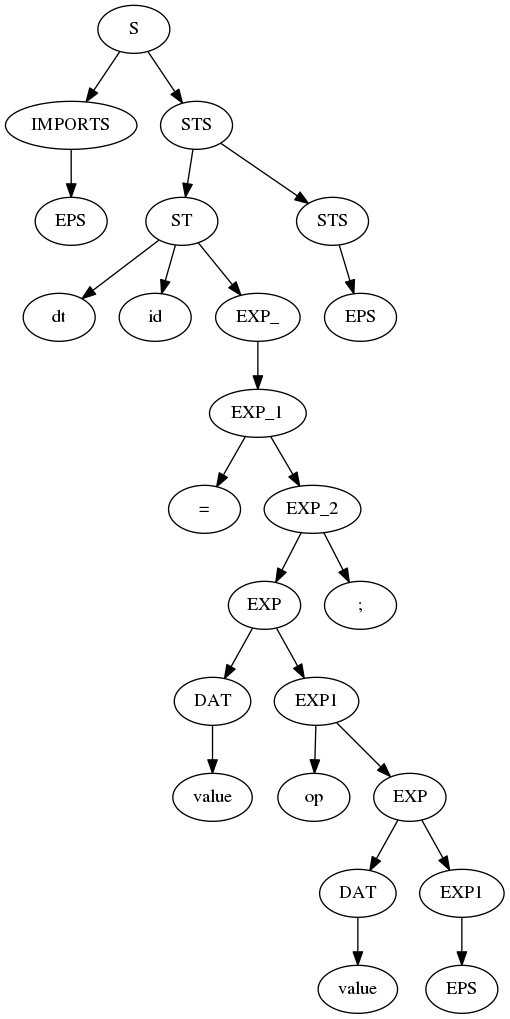 S
IMPORTS
STS
EPS
ST
STS
dt
id
EXP_
EPS
EXP_1
=
EXP_2
EXP
;
DAT
EXP1
value
op
EXP
DAT
EXP1
value
EPS